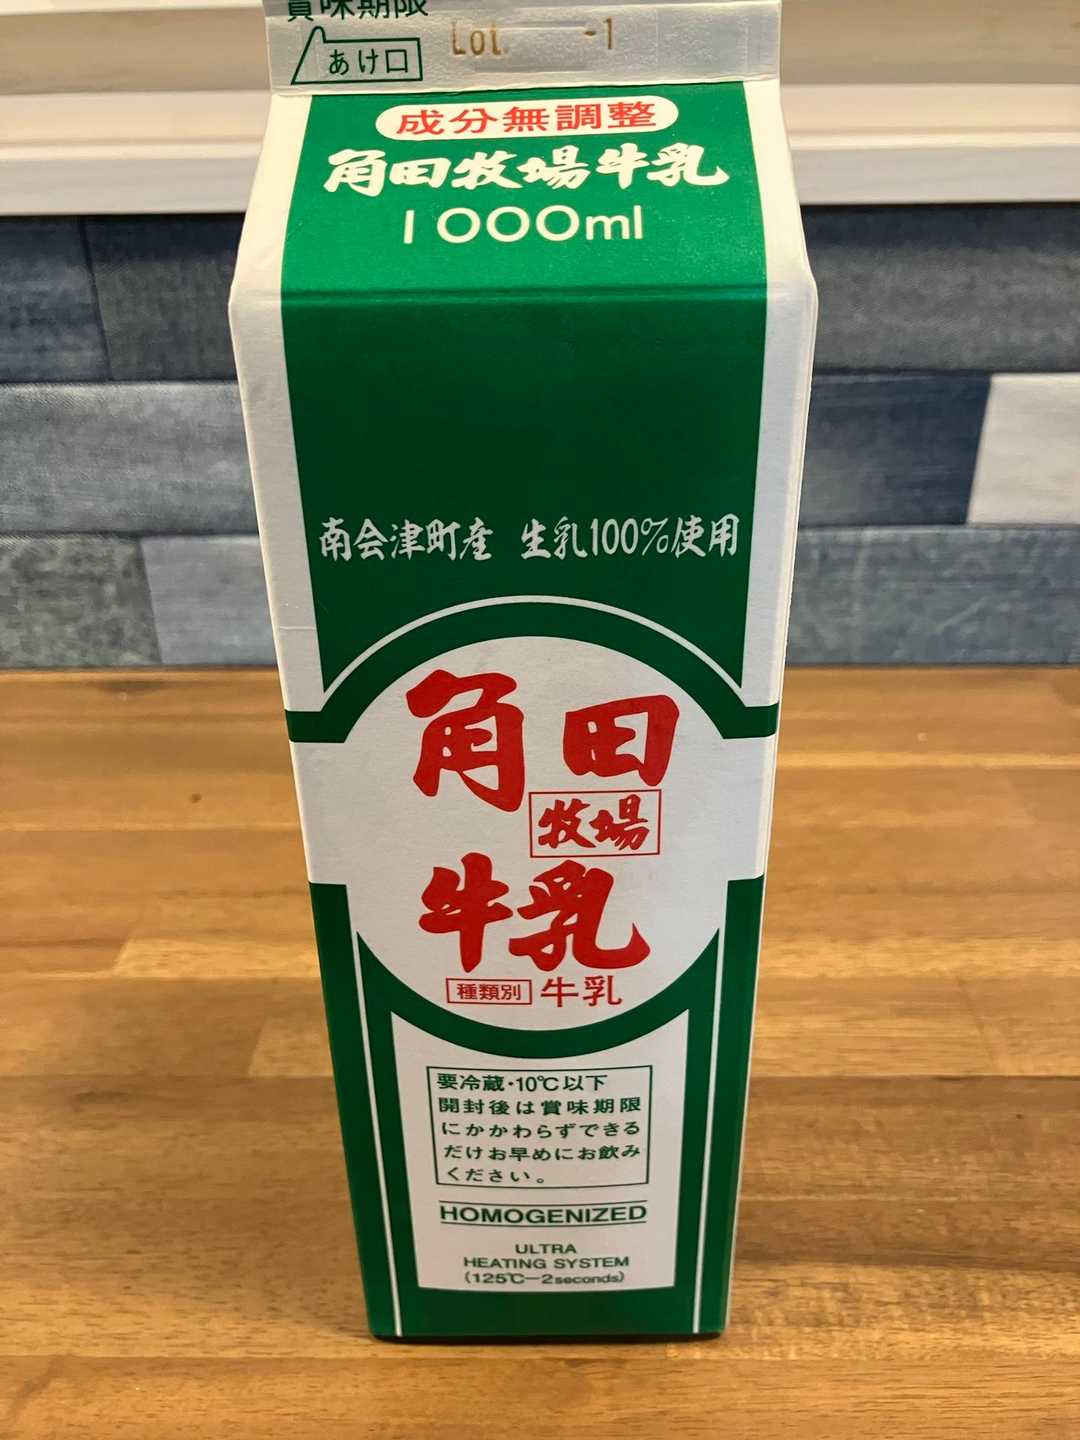 賞味期限
あけ口
Lot. -1
成分無調整
角田牧場牛乳
1000ml
南会津町産 生乳100%使用
角田
牧場
牛乳
種類別 牛乳
要冷蔵・10℃以下
開封後は賞味期限
にかかわらずできる
だけお早めにお飲み
ください。
HOMOGENIZED
ULTRA
HEATING SYSTEM
(125℃−2seconds)